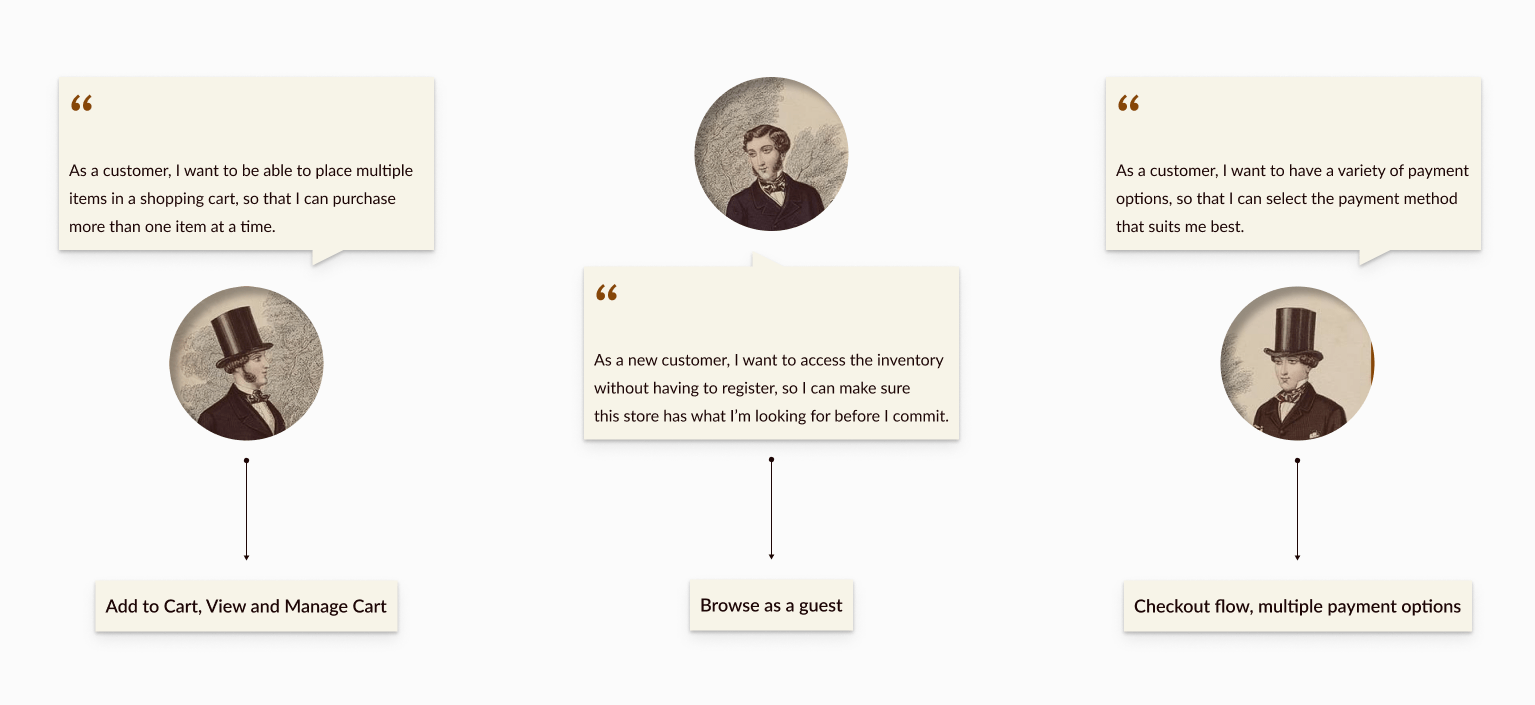 “
As a customer, I want to be able to place multiple
items in a shopping cart, so that I can purchase
more than one item at a time.
Add to Cart, View and Manage Cart
“
As a new customer, I want to access the inventory
without having to register, so I can make sure
this store has what I’m looking for before I commit.
Browse as a guest
“
As a customer, I want to have a variety of payment
options, so that I can select the payment method
that suits me best.
Checkout flow, multiple payment options